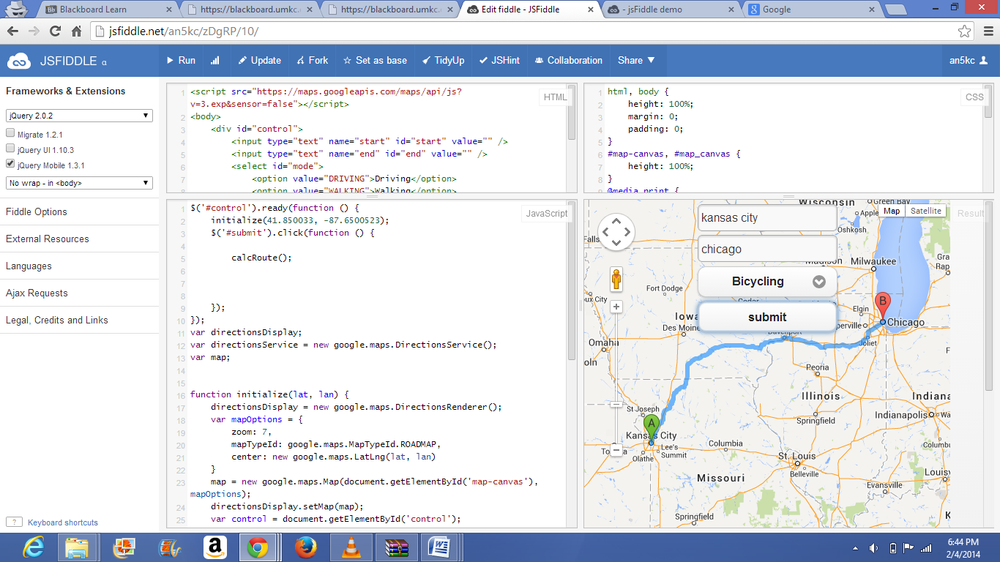 Blackboard Learn
https://blackboard.umkc.
https://blackboard.umkc.
Edit fiddle - JSFiddle
- jsFiddle demo
Google
jsfiddle.net/an5kc/zDgRP/10/
JSFIDDLE α
Run
Update
Fork
Set as base
TidyUp
JSHint
Collaboration
Share
an5kc
Frameworks & Extensions
jQuery 2.0.2
Migrate 1.2.1
jQuery UI 1.10.3
jQuery Mobile 1.3.1
No wrap - in <body>
Fiddle Options
External Resources
Languages
Ajax Requests
Legal, Credits and Links
? Keyboard shortcuts
HTML
1 <script src="https://maps.googleapis.com/maps/api/js?
v=3.exp&sensor=false"></script>
2 <body>
3 <div id="control">
4 <input type="text" name="start" id="start" value="" />
5 <input type="text" name="end" id="end" value="" />
6 <select id="mode">
7 <option value="DRIVING">Driving</option>
<option value="WALKING">Walking</option>
CSS
1 html, body {
2 height: 100%;
3 margin: 0;
4 padding: 0;
5 }
6 #map-canvas, #map_canvas {
7 height: 100%;
8 }
9 @media print {
JavaScript
1 $('#control').ready(function () {
2 initialize(41.850033, -87.6500523);
3 $('#submit').click(function () {
4
5 calcRoute();
6
7
8
9 });
10 });
11 var directionsDisplay;
12 var directionsService = new google.maps.DirectionsService();
13 var map;
14
15
16 function initialize(lat, lan) {
17 directionsDisplay = new google.maps.DirectionsRenderer();
18 var mapOptions = {
19 zoom: 7,
20 mapTypeId: google.maps.MapTypeId.ROADMAP,
21 center: new google.maps.LatLng(lat, lan)
22 }
23 map = new google.maps.Map(document.getElementById('map-canvas'),
mapOptions);
24 directionsDisplay.setMap(map);
25 var control = document.getElementById('control');
Result
Wisconsin
Green Bay
Map
Satellite
Oshkosh
kansas city
chicago
Bicycling
submit
Milwaukee
Fort Dodge
Elgin
B
Chicago
Des Moine
Omaha
Davenport
Joliet
Peoria
Illinois
Indiana
Indianapolis
St Joseph
Springfield
A
Kansas City
Lee's
Summit
Olathe
Columbia
St. Louis
Belleville
Missouri
Evansville
Springfield
6:44 PM
2/4/2014